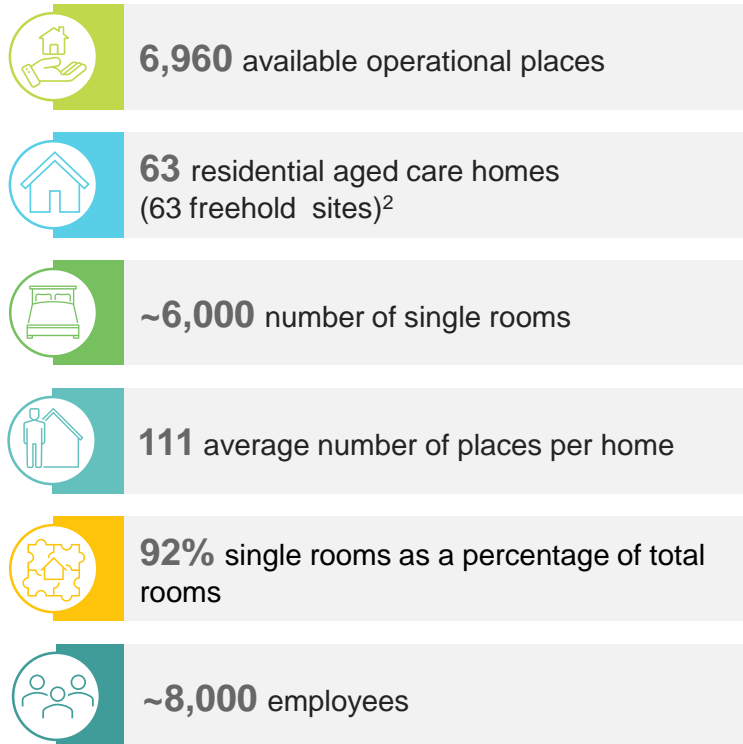 6,960 available operational places
63 residential aged care homes
(63 freehold sites)2
~6,000 number of single rooms
111 average number of places per home
92% single rooms as a percentage of total
rooms
~8,000 employees